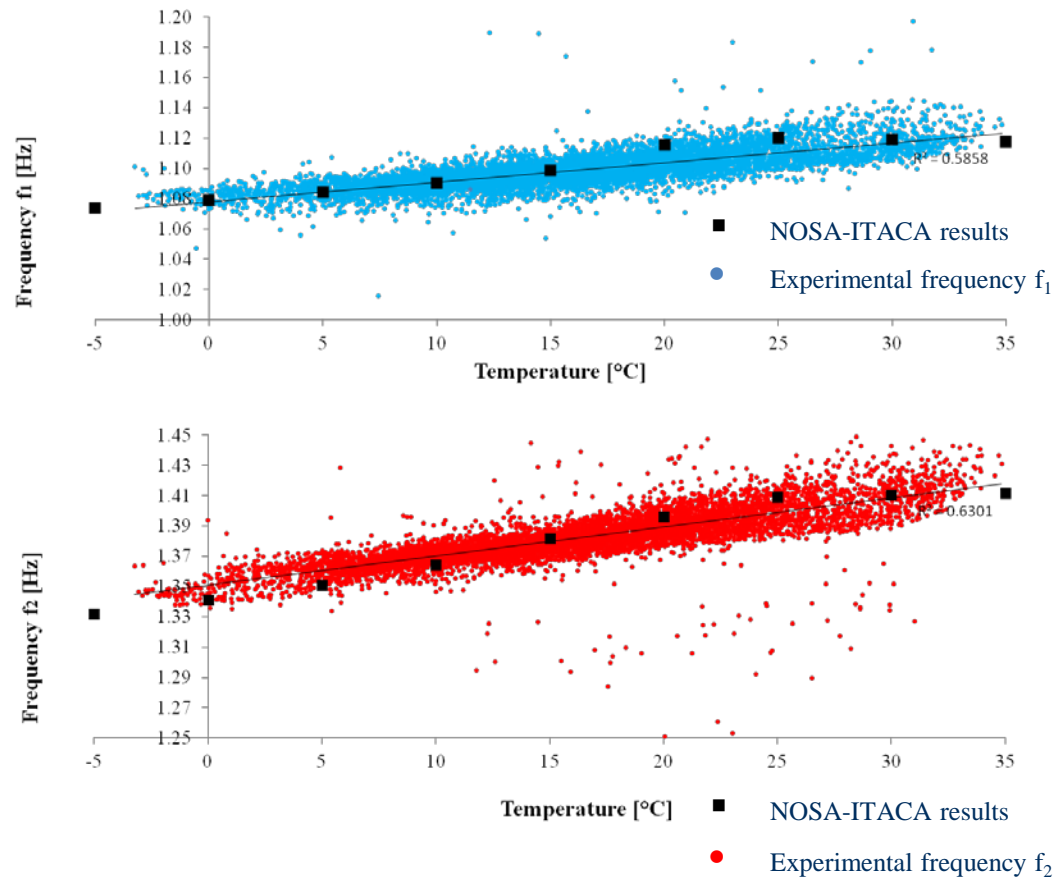 1.20
1.18
1.16
1.14
1.12
1.10
1.08
1.06
1.04
1.02
1.00
Frequency f₁ [Hz]
R² = 0.5858
NOSA-ITACA results
Experimental frequency f₁
-5 0 5 10 15 20 25 30 35
Temperature [°C]
1.45
1.43
1.41
1.39
1.37
1.35
1.33
1.31
1.29
1.27
1.25
Frequency f₂ [Hz]
R² = 0.6301
-5 0 5 10 15 20 25 30 35
Temperature [°C]
NOSA-ITACA results
Experimental frequency f₂